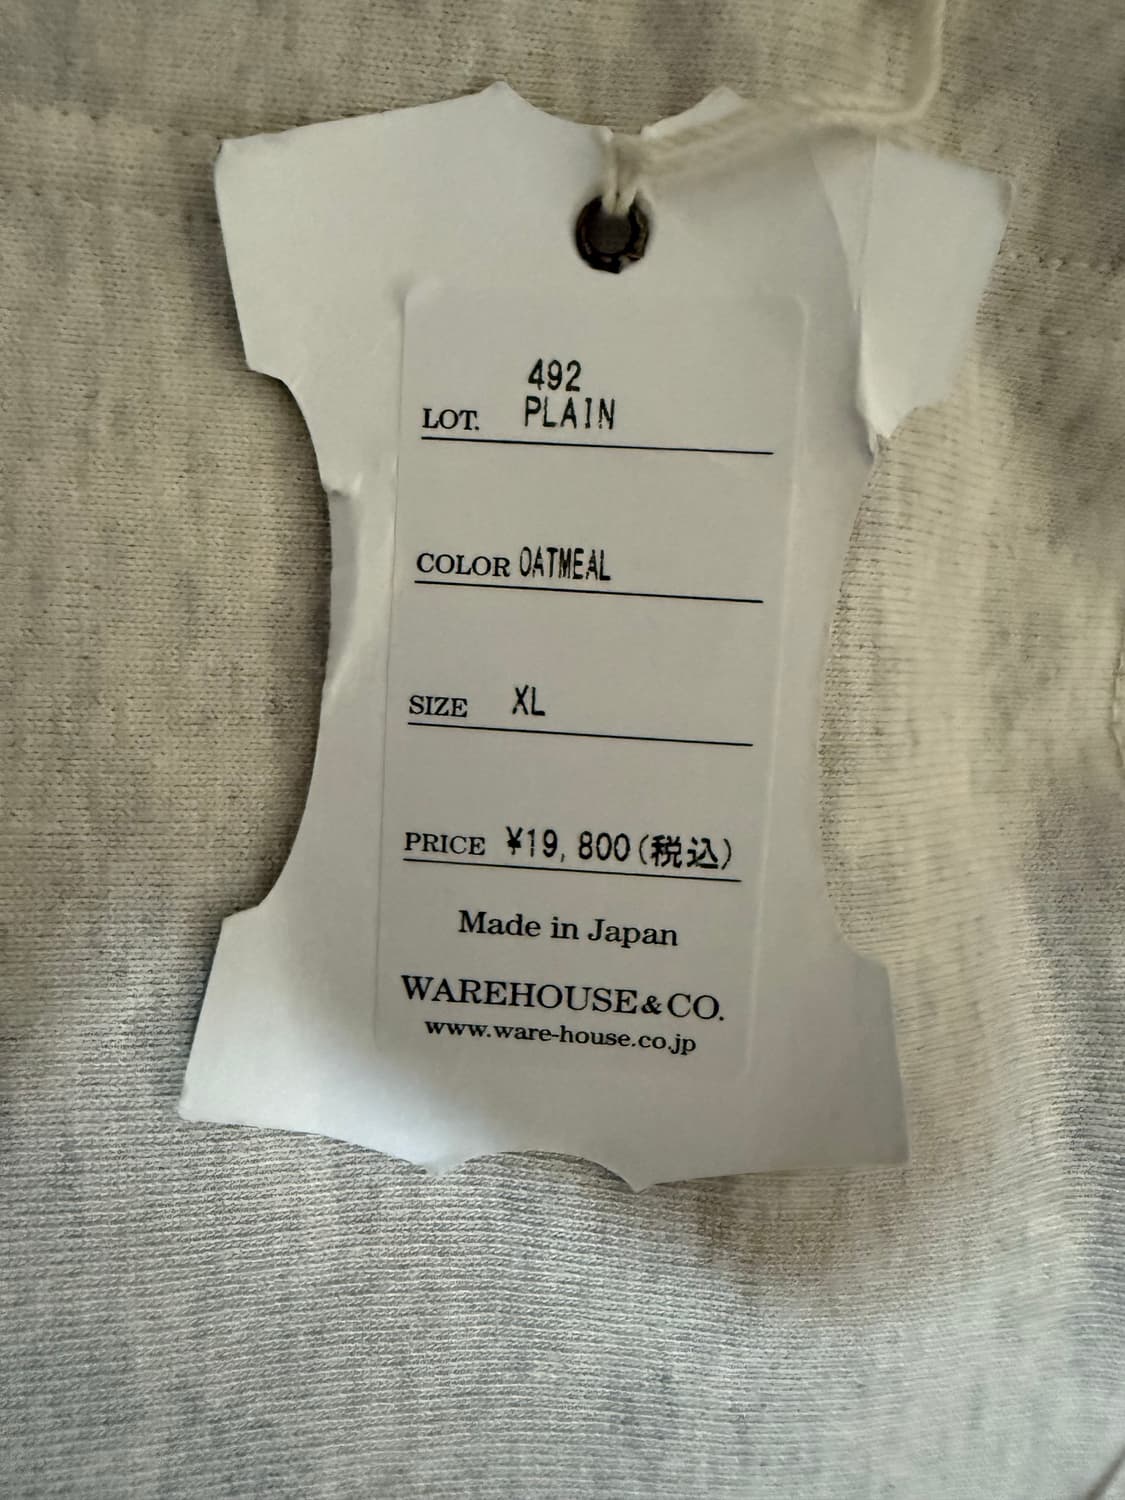 492
LOT. PLAIN
COLOR OATMEAL
SIZE XL
PRICE ¥19,800(税込)
Made in Japan
WAREHOUSE&CO.
www.ware-house.co.jp